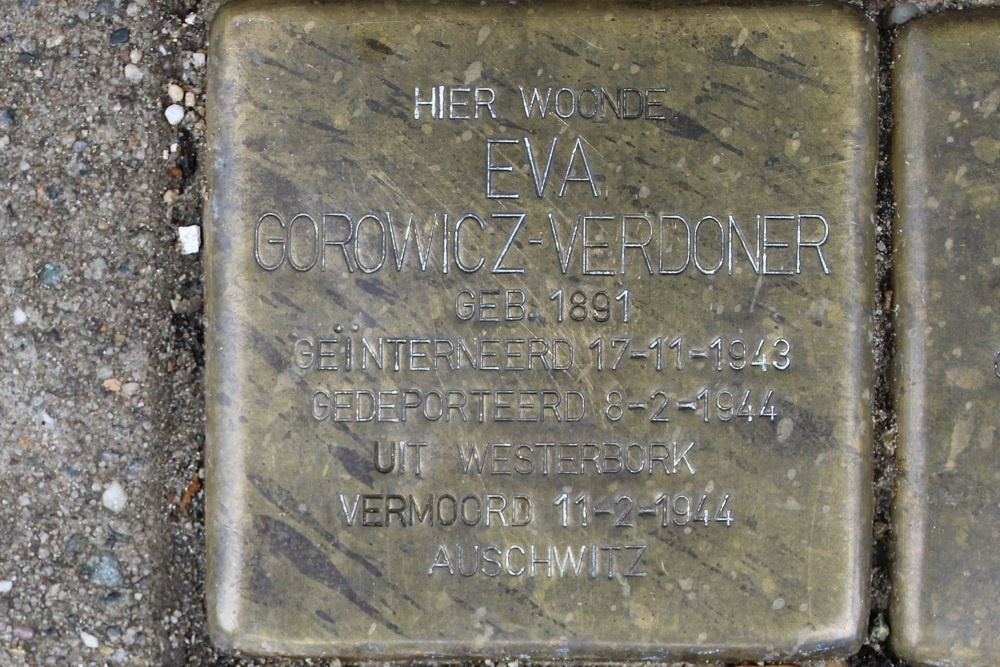 HIER WOONDE
EVA
GOROWICZ-VERDONER
GEB. 1891
GEÏNTERNEERD 17-11-1943
GEDEPORTEERD 8-2-1944
UIT WESTERBORK
VERMOORD 11-2-1944
AUSCHWITZ